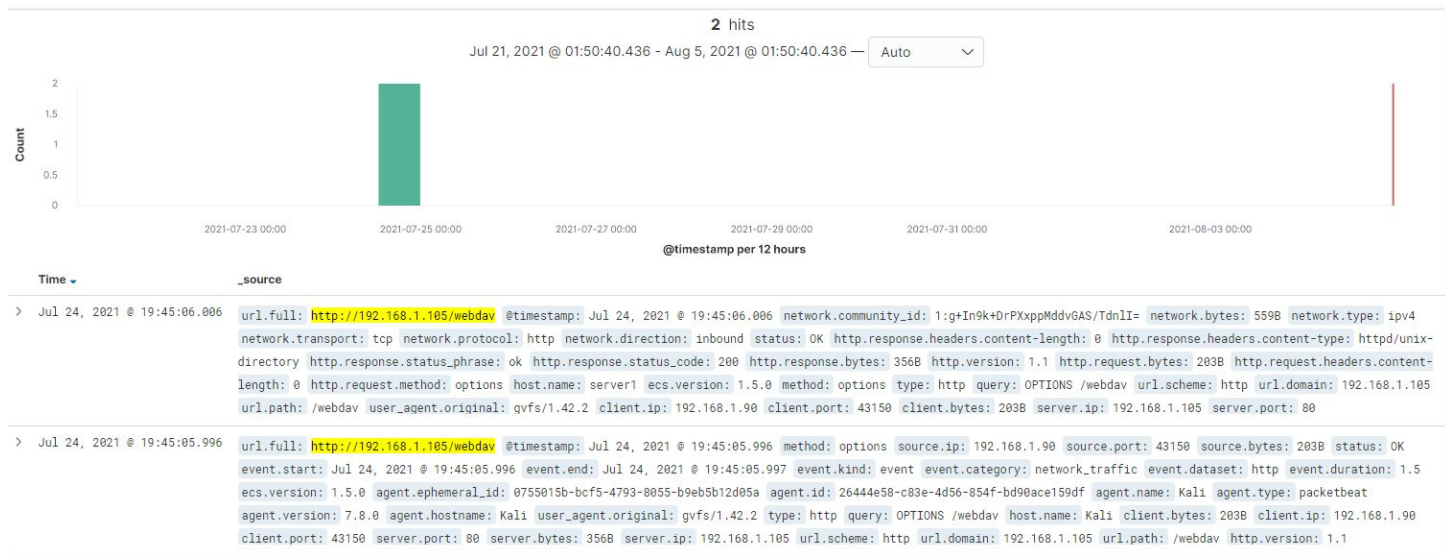 2 hits
Jul 21, 2021 @ 01:50:40.436 - Aug 5, 2021 @ 01:50:40.436 — Auto
2
1.5
1
0.5
0
Count
2021-07-23 00:00 2021-07-25 00:00 2021-07-27 00:00 2021-07-29 00:00 2021-07-31 00:00 2021-08-03 00:00
@timestamp per 12 hours
Time _source
Jul 24, 2021 @ 19:45:06.006 url.full: http://192.168.1.105/webdav @timestamp: Jul 24, 2021 @ 19:45:06.006 network.community_id: 1:g+In9k+DrPXxppMddvGAS/TdnlI= network.bytes: 559B network.type: ipv4
network.transport: tcp network.protocol: http network.direction: inbound status: OK http.response.headers.content-length: 0 http.response.headers.content-type: httpd/unix-
directory http.response.status_phrase: ok http.response.status_code: 200 http.response.bytes: 356B http.version: 1.1 http.request.bytes: 203B http.request.headers.content-
length: 0 http.request.method: options host.name: server1 ecs.version: 1.5.0 method: options type: http query: OPTIONS /webdav url.scheme: http url.domain: 192.168.1.105
url.path: /webdav user_agent.original: gvfs/1.42.2 client.ip: 192.168.1.90 client.port: 43150 client.bytes: 203B server.ip: 192.168.1.105 server.port: 80
Jul 24, 2021 @ 19:45:05.996 url.full: http://192.168.1.105/webdav @timestamp: Jul 24, 2021 @ 19:45:05.996 method: options source.ip: 192.168.1.90 source.port: 43150 source.bytes: 203B status: OK
event.start: Jul 24, 2021 @ 19:45:05.996 event.end: Jul 24, 2021 @ 19:45:05.997 event.kind: event event.category: network_traffic event.dataset: http event.duration: 1.5
ecs.version: 1.5.0 agent.ephemeral_id: 0755015b-bcf5-4793-8055-b9eb5b12d05a agent.id: 26444e58-c83e-4d56-854f-bd90ace159df agent.name: Kali agent.type: packetbeat
agent.version: 7.8.0 agent.hostname: Kali user_agent.original: gvfs/1.42.2 type: http query: OPTIONS /webdav host.name: Kali client.bytes: 203B client.ip: 192.168.1.90
client.port: 43150 server.port: 80 server.bytes: 356B server.ip: 192.168.1.105 url.scheme: http url.domain: 192.168.1.105 url.path: /webdav http.version: 1.1